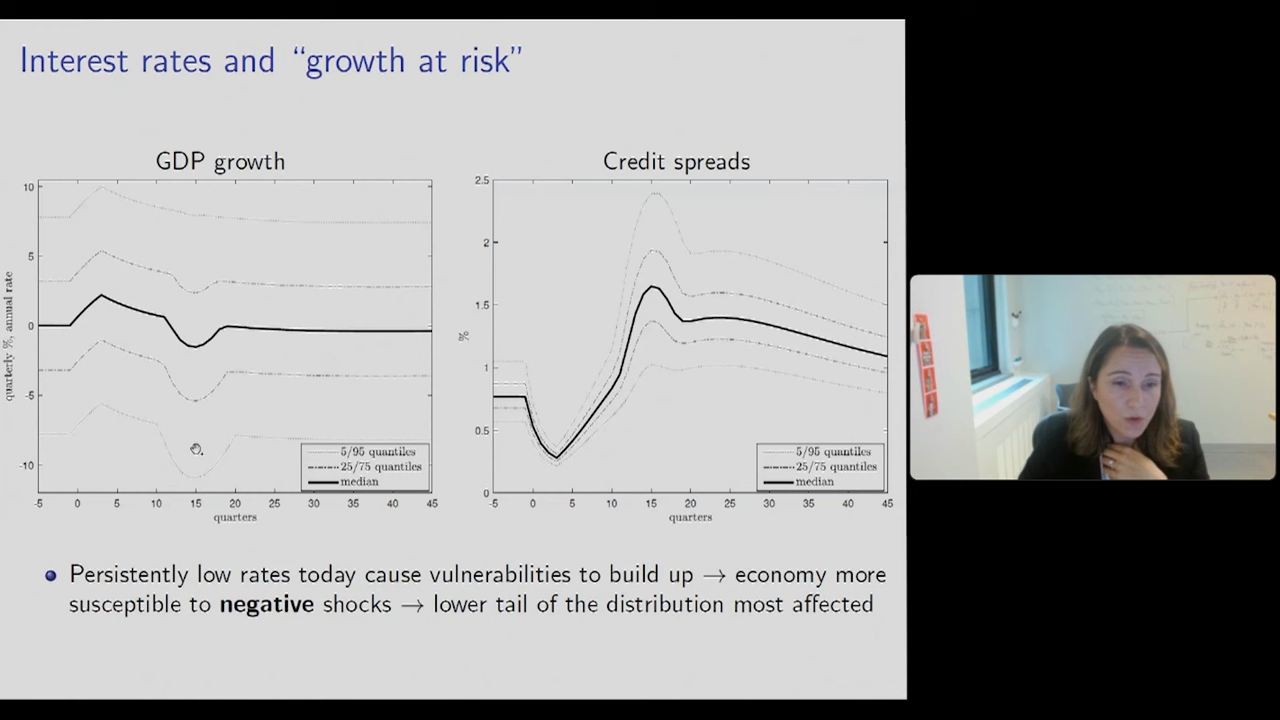 Interest rates and “growth at risk”
GDP growth
Credit spreads
quarterly %, annual rate
10
5
0
-5
-10
-5 0 5 10 15 20 25 30 35 40 45
quarters
5/95 quantiles
25/75 quantiles
median
%
2.5
2
1.5
1
0.5
0
-5 0 5 10 15 20 25 30 35 40 45
quarters
5/95 quantiles
25/75 quantiles
median
Persistently low rates today cause vulnerabilities to build up → economy more
susceptible to negative shocks → lower tail of the distribution most affected